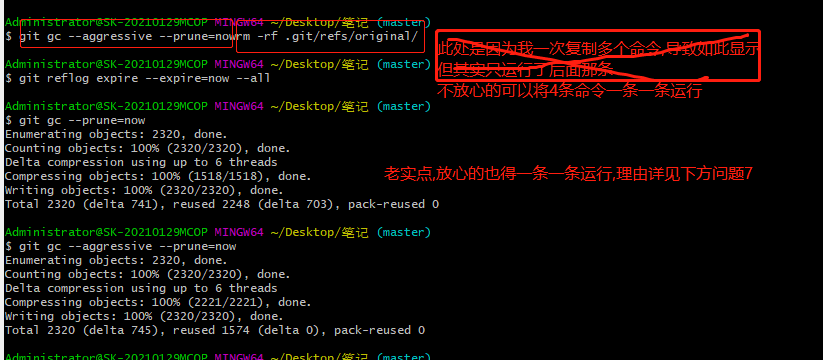 Administrator@SK-20210129MCOP MINGW64 ~/Desktop/笔记 (master)
$ git gc --aggressive --prune=nowrm -rf .git/refs/original/
此处是因为我一次复制多个命令,导致如此显示
但其实只运行了后面那条
不放心的可以将4条命令一条一条运行
Administrator@SK-20210129MCOP MINGW64 ~/Desktop/笔记 (master)
$ git reflog expire --expire=now --all
Administrator@SK-20210129MCOP MINGW64 ~/Desktop/笔记 (master)
$ git gc --prune=now
Enumerating objects: 2320, done.
Counting objects: 100% (2320/2320), done.
Delta compression using up to 6 threads
Compressing objects: 100% (1518/1518), done.
老实点,放心的也得一条一条运行,理由详见下方问题7
Writing objects: 100% (2320/2320), done.
Total 2320 (delta 741), reused 2248 (delta 703), pack-reused 0
Administrator@SK-20210129MCOP MINGW64 ~/Desktop/笔记 (master)
$ git gc --aggressive --prune=now
Enumerating objects: 2320, done.
Counting objects: 100% (2320/2320), done.
Delta compression using up to 6 threads
Compressing objects: 100% (2221/2221), done.
Writing objects: 100% (2320/2320), done.
Total 2320 (delta 745), reused 1574 (delta 0), pack-reused 0
Administrator@SK-20210129MCOP MINGW64 ~/Desktop/笔记 (master)